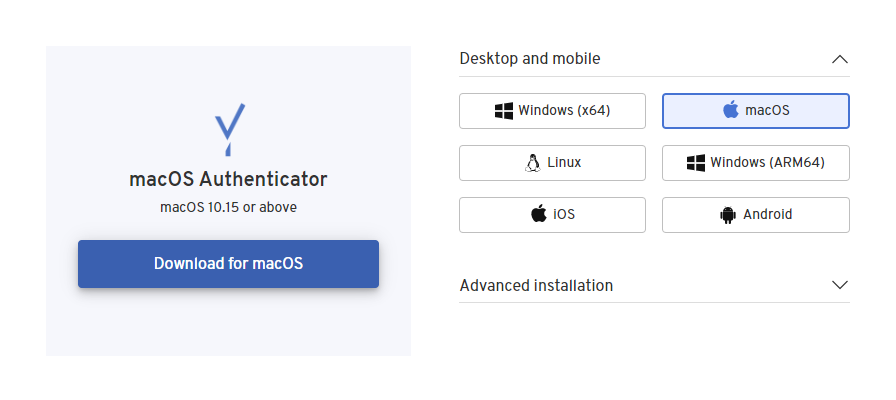 macOS Authenticator
macOS 10.15 or above
Download for macOS
Desktop and mobile
Windows (x64)
macOS
Linux
Windows (ARM64)
iOS
Android
Advanced installation